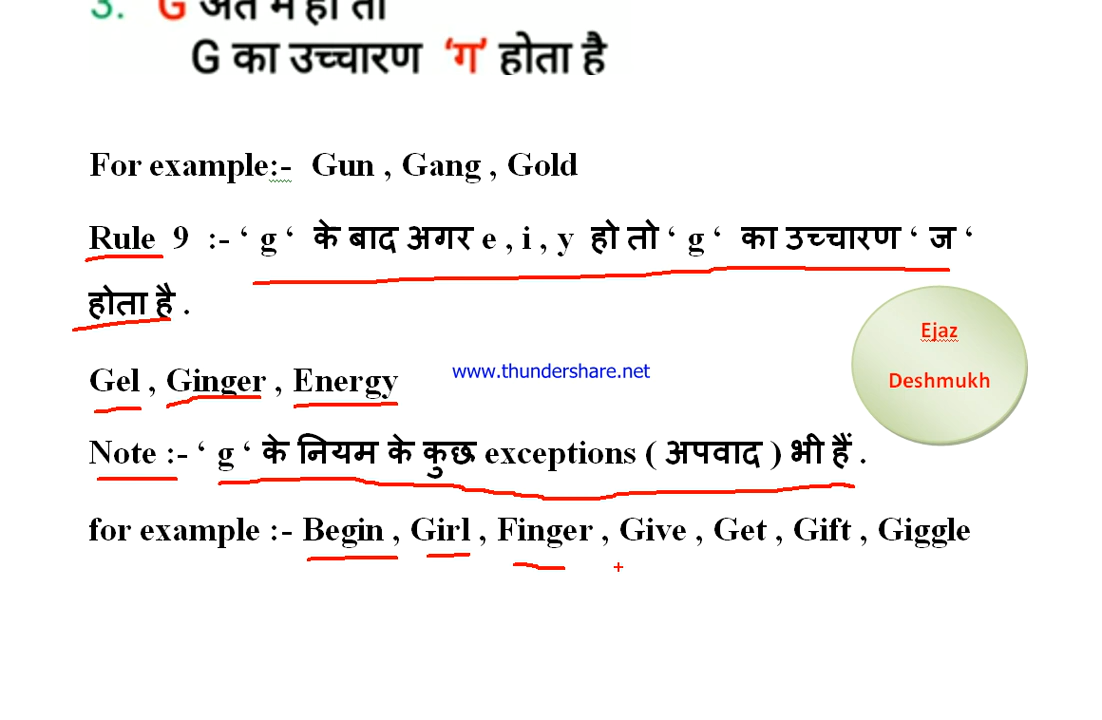 3. G अंत में हो तो
G का उच्चारण ‘ग’ होता है
For example:- Gun , Gang , Gold
Rule 9 :- ‘ g ‘ के बाद अगर e , i , y हो तो ‘ g ‘ का उच्चारण ‘ ज ‘
होता है .
Gel , Ginger , Energy
www.thundershare.net
Ejaz
Deshmukh
Note :- ‘ g ‘ के नियम के कुछ exceptions ( अपवाद ) भी हैं .
for example :- Begin , Girl , Finger , Give , Get , Gift , Giggle